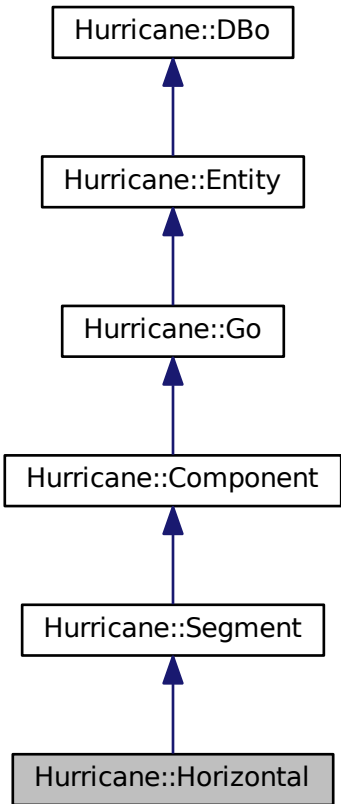 Hurricane::DBo
Hurricane::Entity
Hurricane::Go
Hurricane::Component
Hurricane::Segment
Hurricane::Horizontal